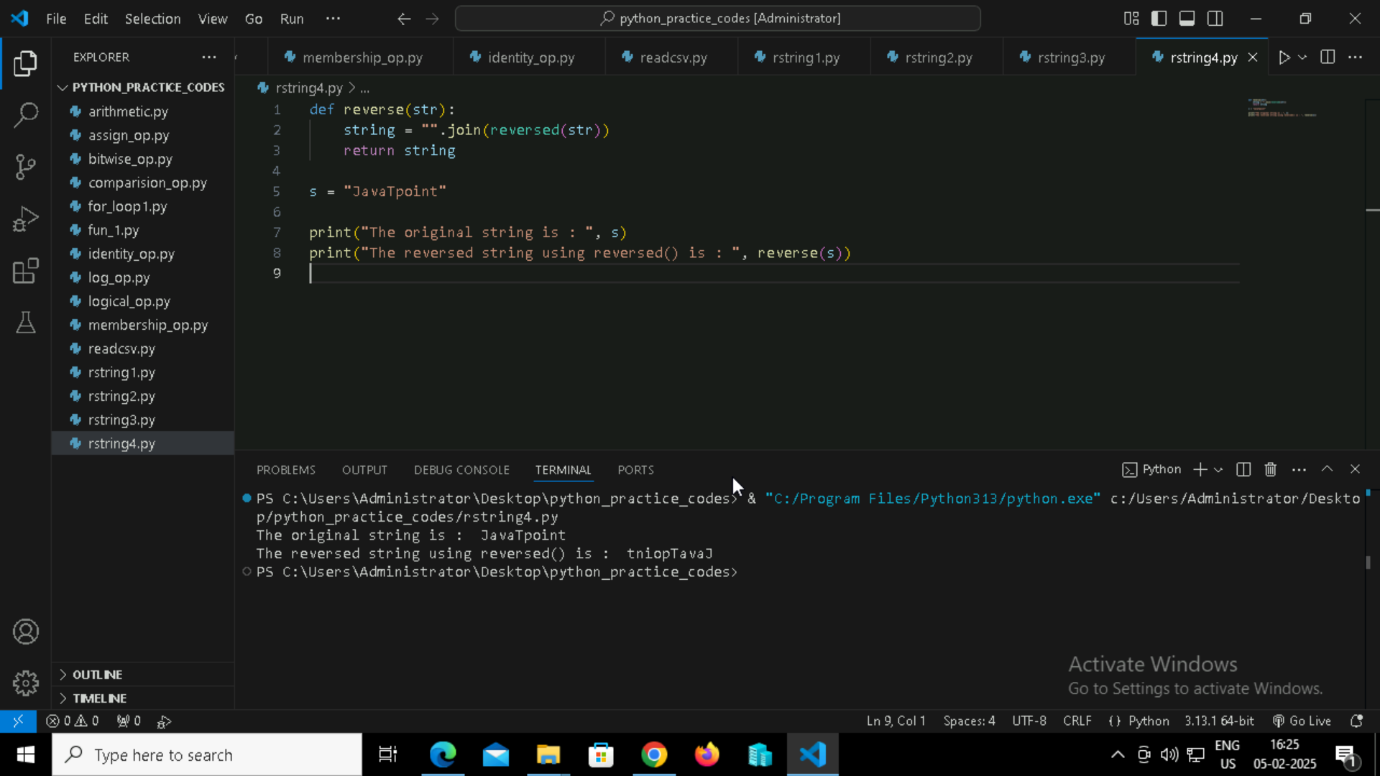 File Edit Selection View Go Run ··· python_practice_codes [Administrator]
EXPLORER ··· membership_op.py identity_op.py readcsv.py rstring1.py rstring2.py rstring3.py rstring4.py
PYTHON_PRACTICE_CODES
arithmetic.py
assign_op.py
bitwise_op.py
comparision_op.py
for_loop1.py
fun_1.py
identity_op.py
log_op.py
logical_op.py
membership_op.py
readcsv.py
rstring1.py
rstring2.py
rstring3.py
rstring4.py
OUTLINE
TIMELINE
rstring4.py > ...
1 def reverse(str):
2     string = "".join(reversed(str))
3     return string
4
5 s = "JavaTpoint"
6
7 print("The original string is : ", s)
8 print("The reversed string using reversed() is : ", reverse(s))
9
PROBLEMS OUTPUT DEBUG CONSOLE TERMINAL PORTS Python
PS C:\Users\Administrator\Desktop\python_practice_codes> & "C:/Program Files/Python313/python.exe" c:/Users/Administrator/Deskto
p/python_practice_codes/rstring4.py
The original string is :  JavaTpoint
The reversed string using reversed() is :  tniopTavaJ
PS C:\Users\Administrator\Desktop\python_practice_codes>
Activate Windows
Go to Settings to activate Windows.
0 0 0 Ln 9, Col 1 Spaces: 4 UTF-8 CRLF {} Python 3.13.1 64-bit Go Live
Type here to search
ENG
US
16:25
05-02-2025
1